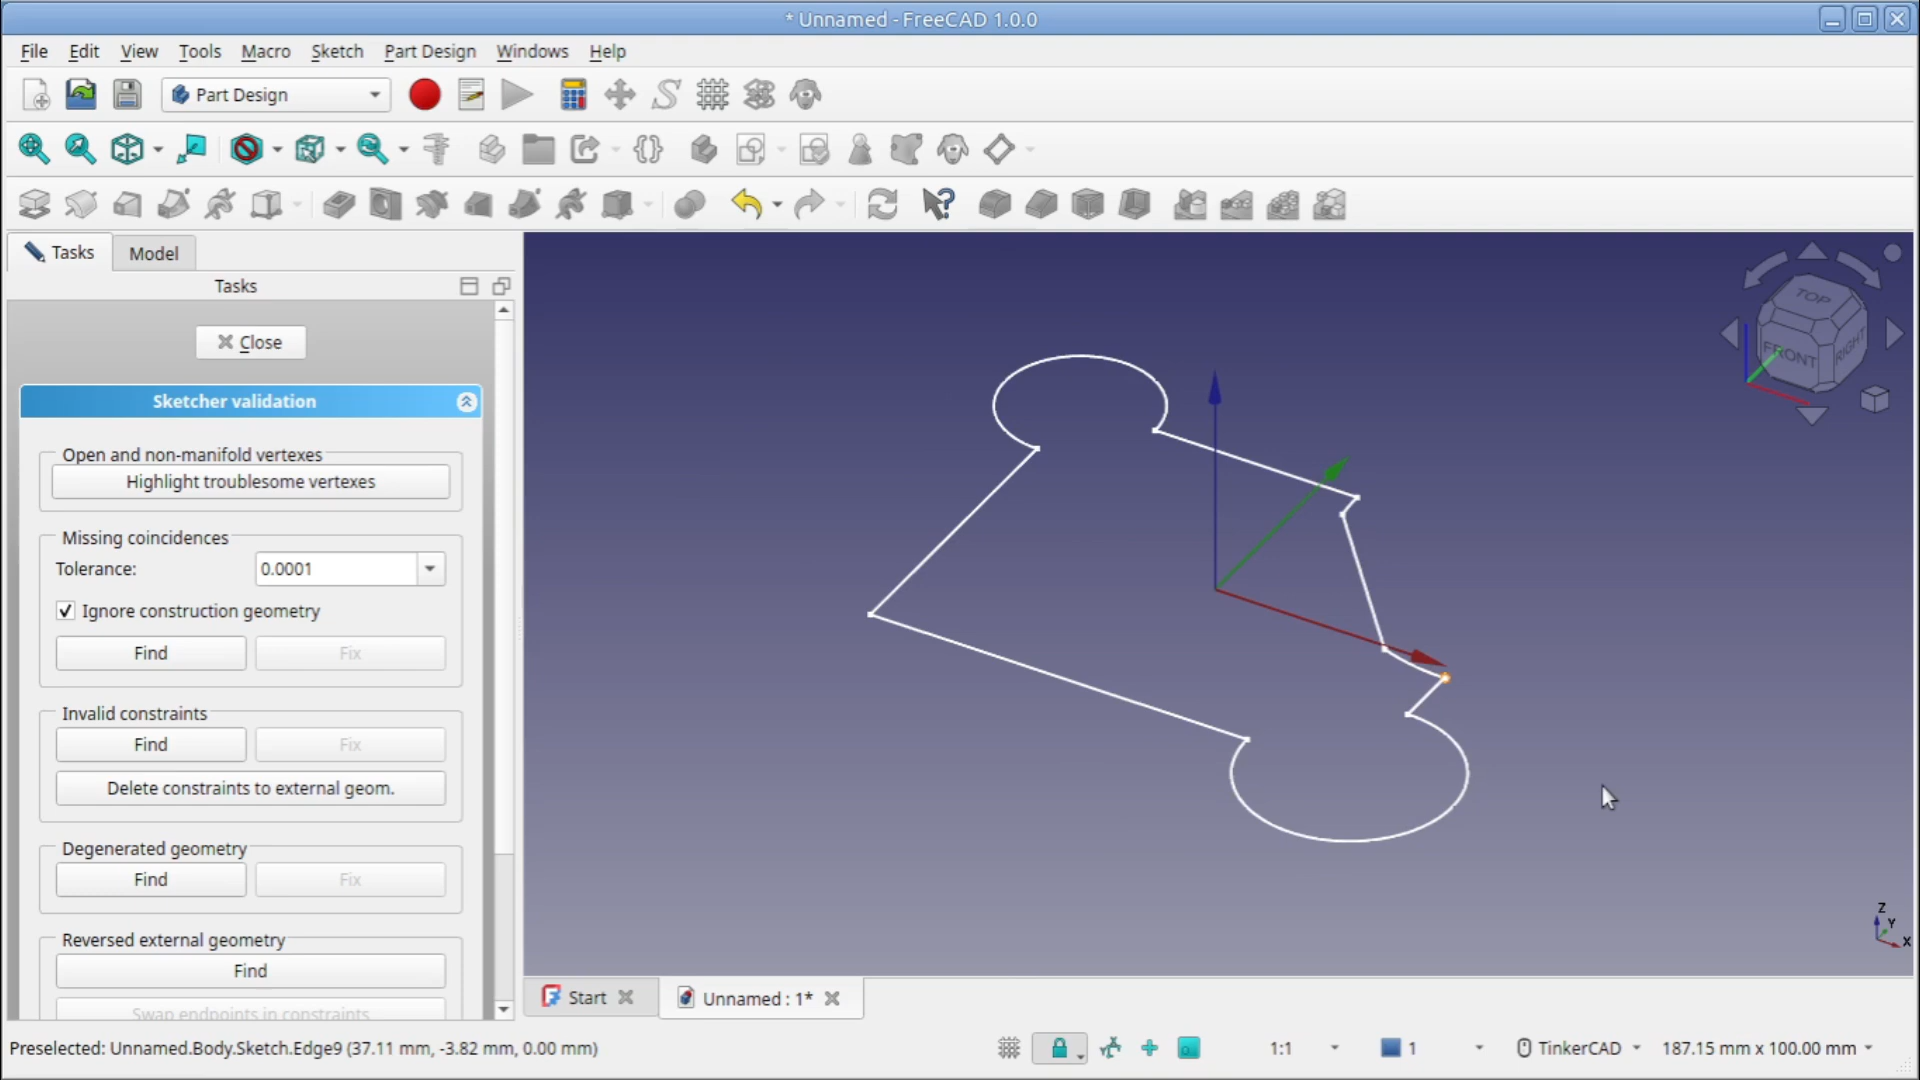 * Unnamed - FreeCAD 1.0.0
File Edit View Tools Macro Sketch Part Design Windows Help
Part Design
Tasks Model
Tasks
Close
Sketcher validation
Open and non-manifold vertexes
Highlight troublesome vertexes
Missing coincidences
Tolerance: 0.0001
Ignore construction geometry
Find Fix
Invalid constraints
Find Fix
Delete constraints to external geom.
Degenerated geometry
Find Fix
Reversed external geometry
Find
Swap endpoints in constraints
TOP
FRONT
RIGHT
Z
Y
X
Start Unnamed : 1*
Preselected: Unnamed.Body.Sketch.Edge9 (37.11 mm, -3.82 mm, 0.00 mm) 1:1 1 TinkerCAD 187.15 mm x 100.00 mm